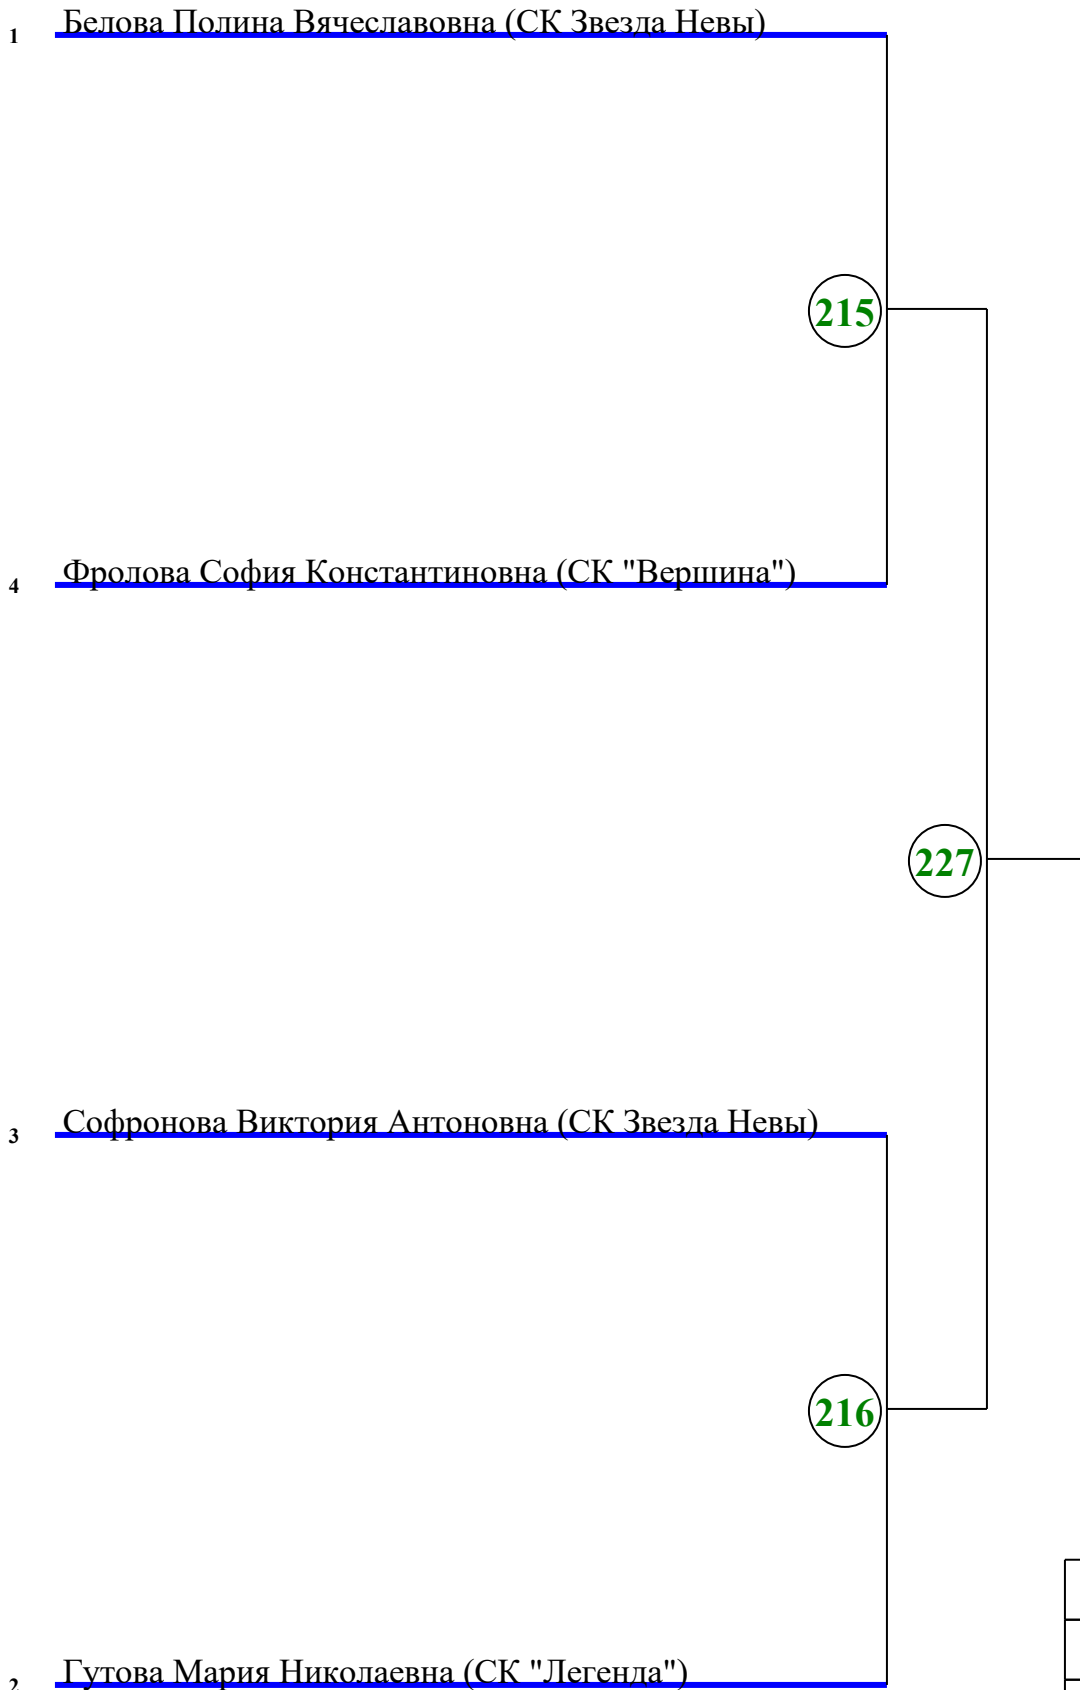 1 Белова Полина Вячеславовна (СК Звезда Невы)
215
4 Фролова София Константиновна (СК "Вершина")
227
3 Софронова Виктория Антоновна (СК Звезда Невы)
216
2 Гутова Мария Николаевна (СК "Легенда")